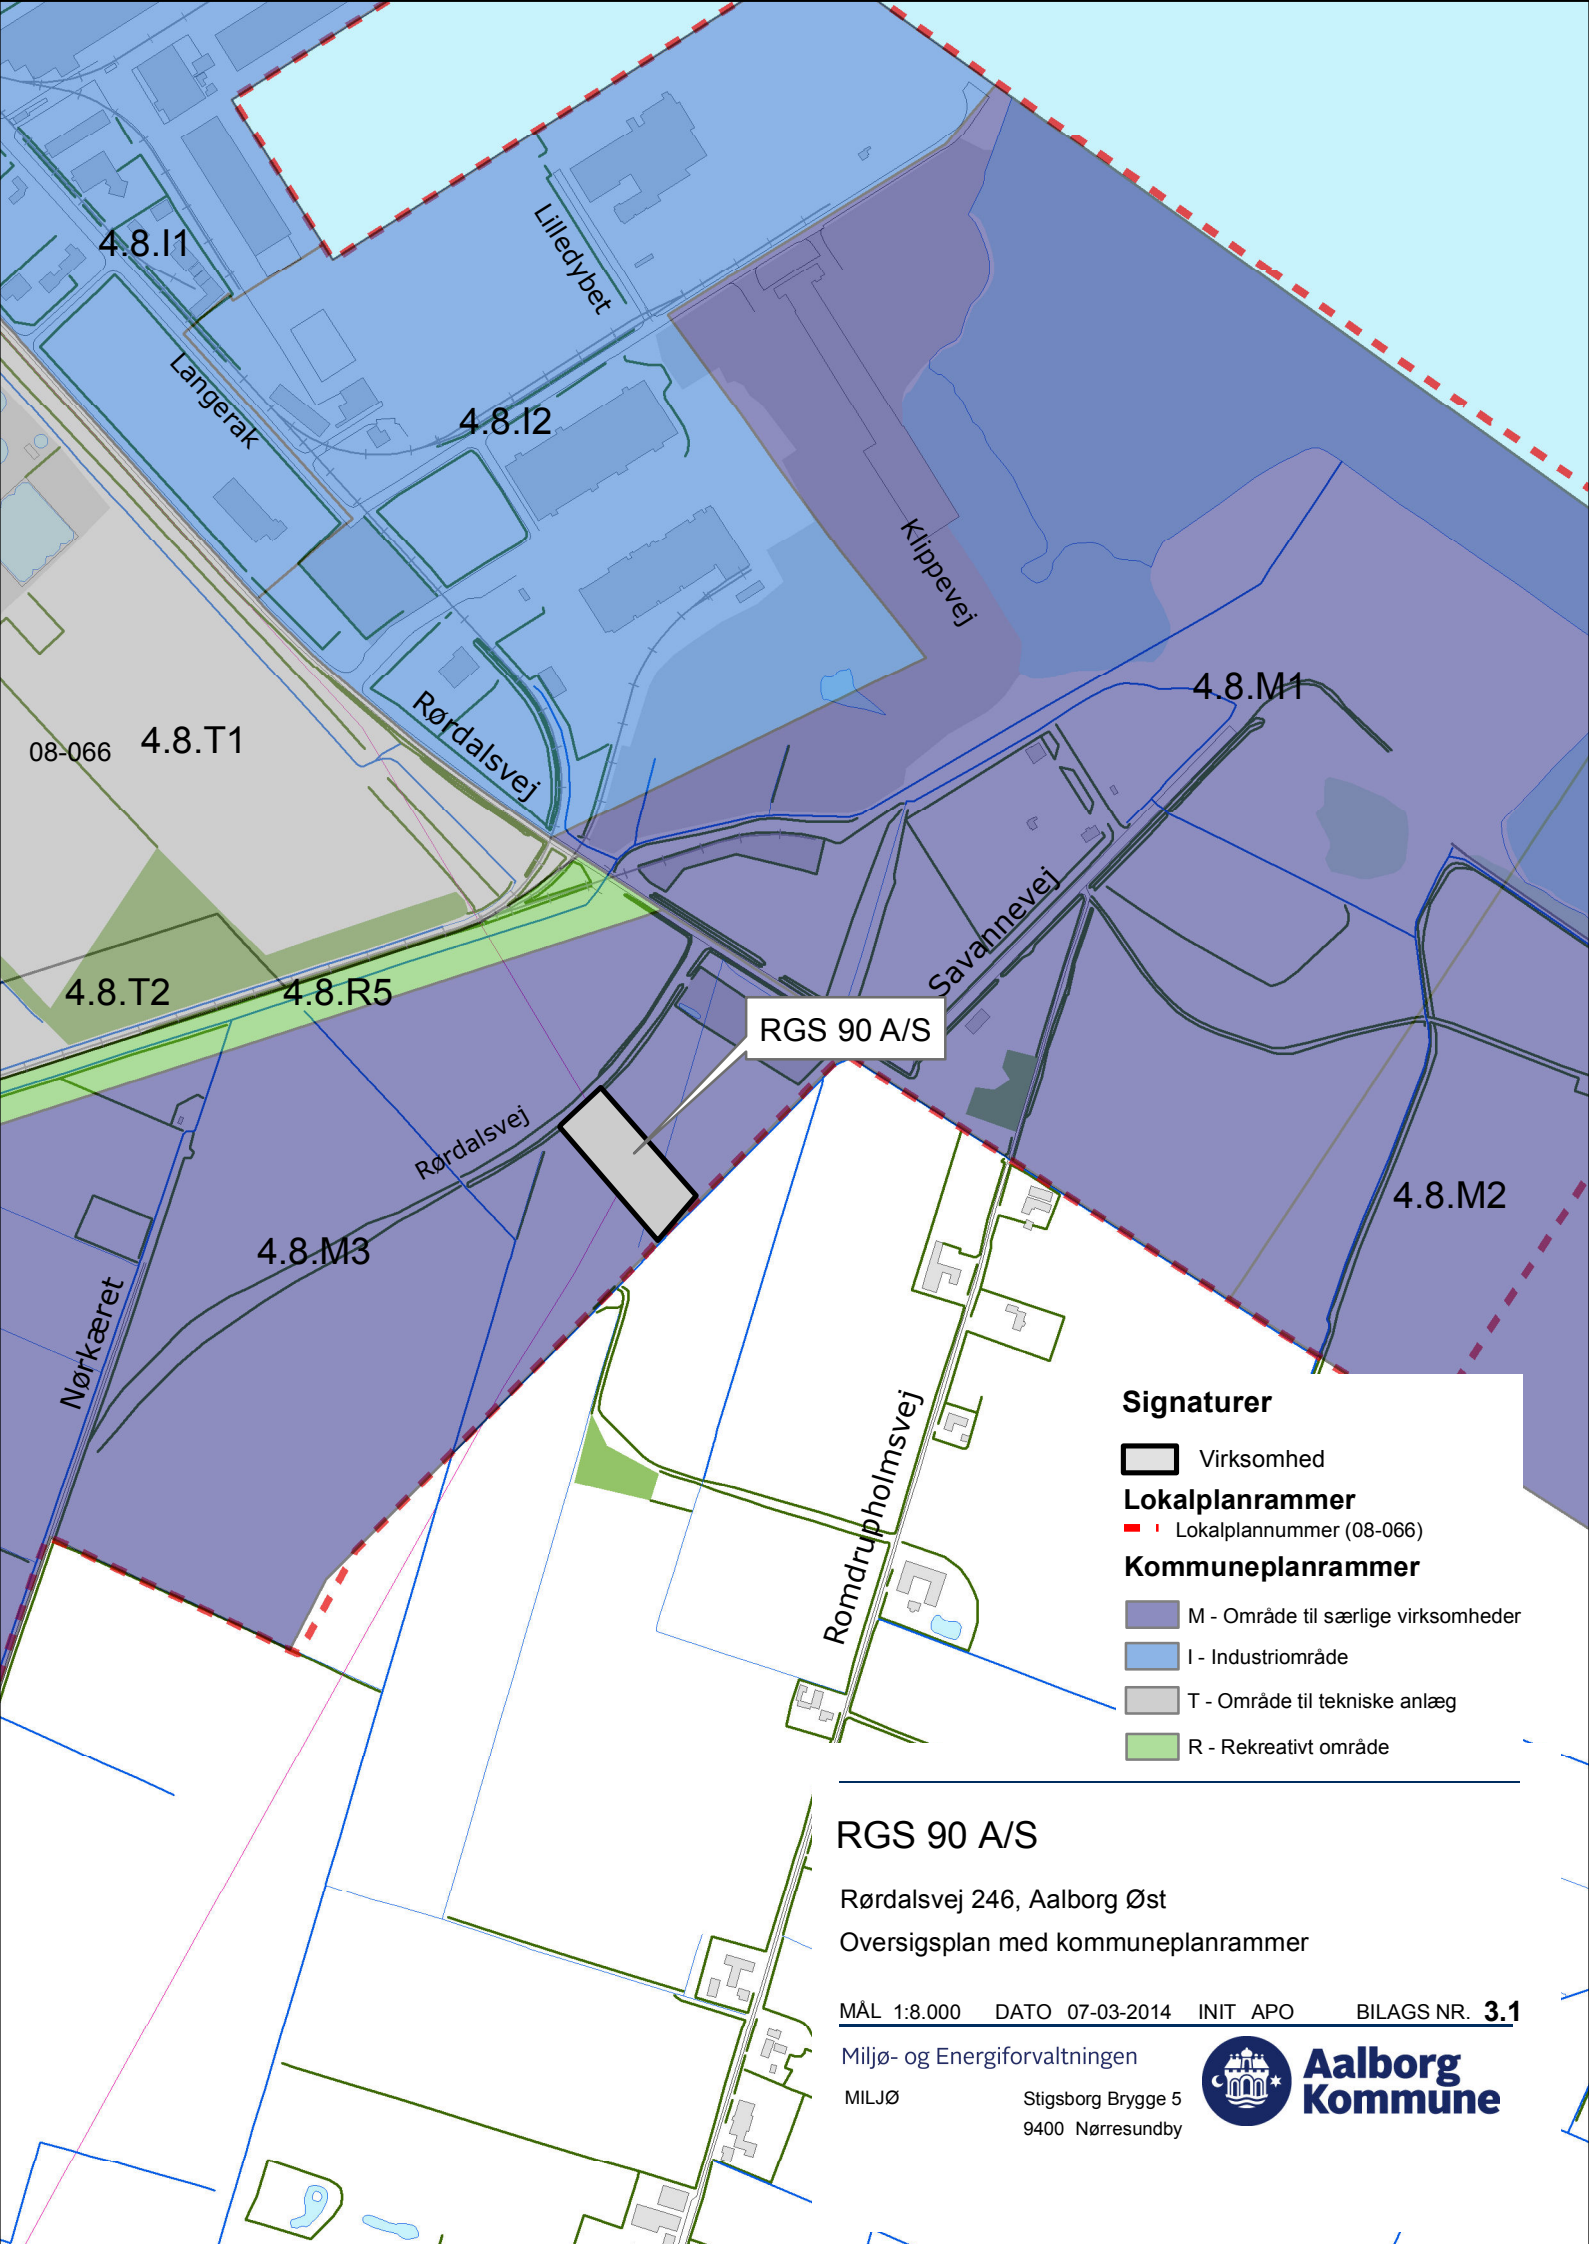 4.8.I1
Lilledybet
Langerak
4.8.I2
Klippevej
4.8.M1
Rørdalsvej
08-066
4.8.T1
Savannevej
4.8.T2
4.8.R5
RGS 90 A/S
Rørdalsvej
4.8.M2
4.8.M3
Nørkæret
Romdrupholmsvej
Signaturer
Virksomhed
Lokalplanrammer
Lokalplannummer (08-066)
Kommuneplanrammer
M - Område til særlige virksomheder
I - Industriområde
T - Område til tekniske anlæg
R - Rekreativt område
RGS 90 A/S
Rørdalsvej 246, Aalborg Øst
Oversigsplan med kommuneplanrammer
MÅL 1:8.000 DATO 07-03-2014 INIT APO BILAGS NR. 3.1
Miljø- og Energiforvaltningen
MILJØ
Stigsborg Brygge 5
9400 Nørresundby
Aalborg
Kommune